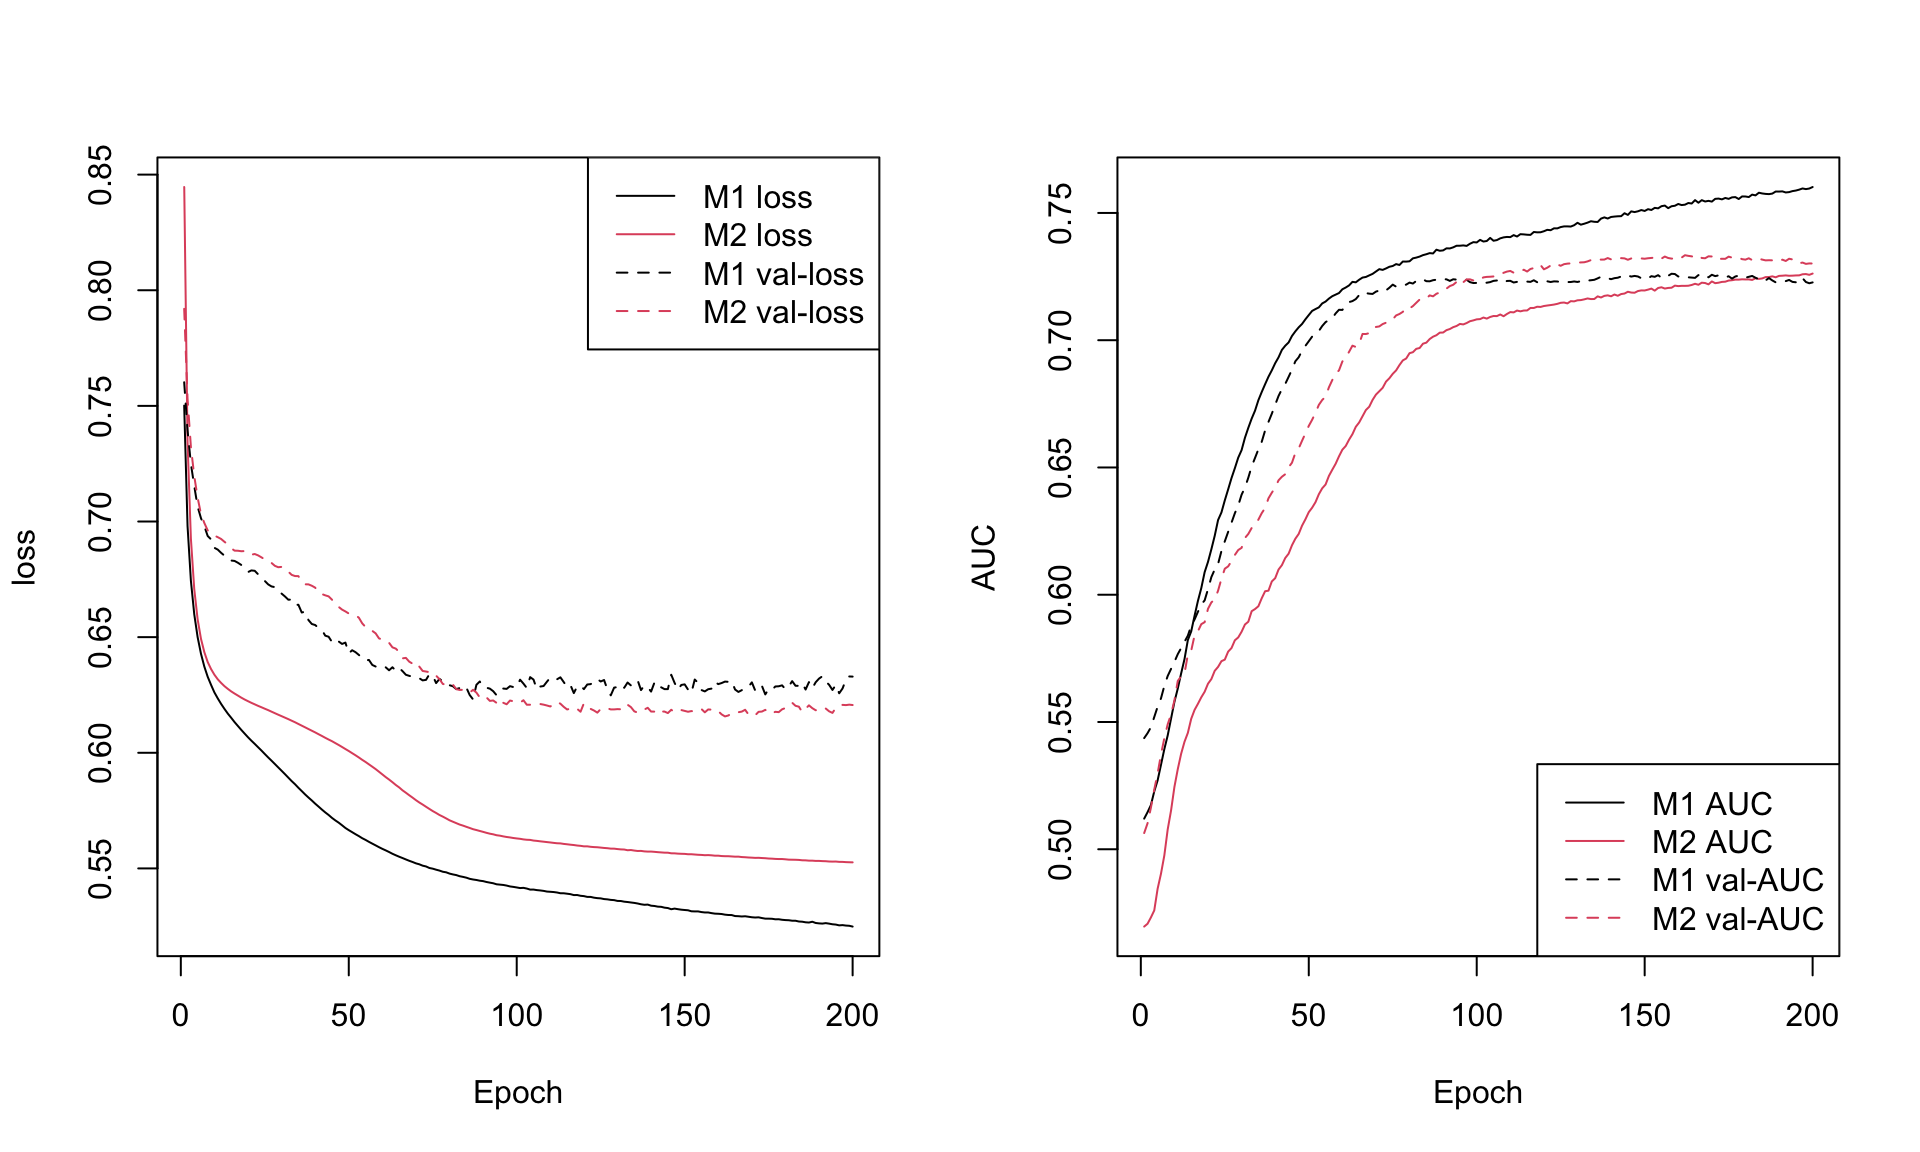 loss
0.85
0.80
0.75
0.70
0.65
0.60
0.55
M1 loss
M2 loss
M1 val-loss
M2 val-loss
0 50 100 150 200
Epoch
AUC
0.75
0.70
0.65
0.60
0.55
0.50
M1 AUC
M2 AUC
M1 val-AUC
M2 val-AUC
0 50 100 150 200
Epoch